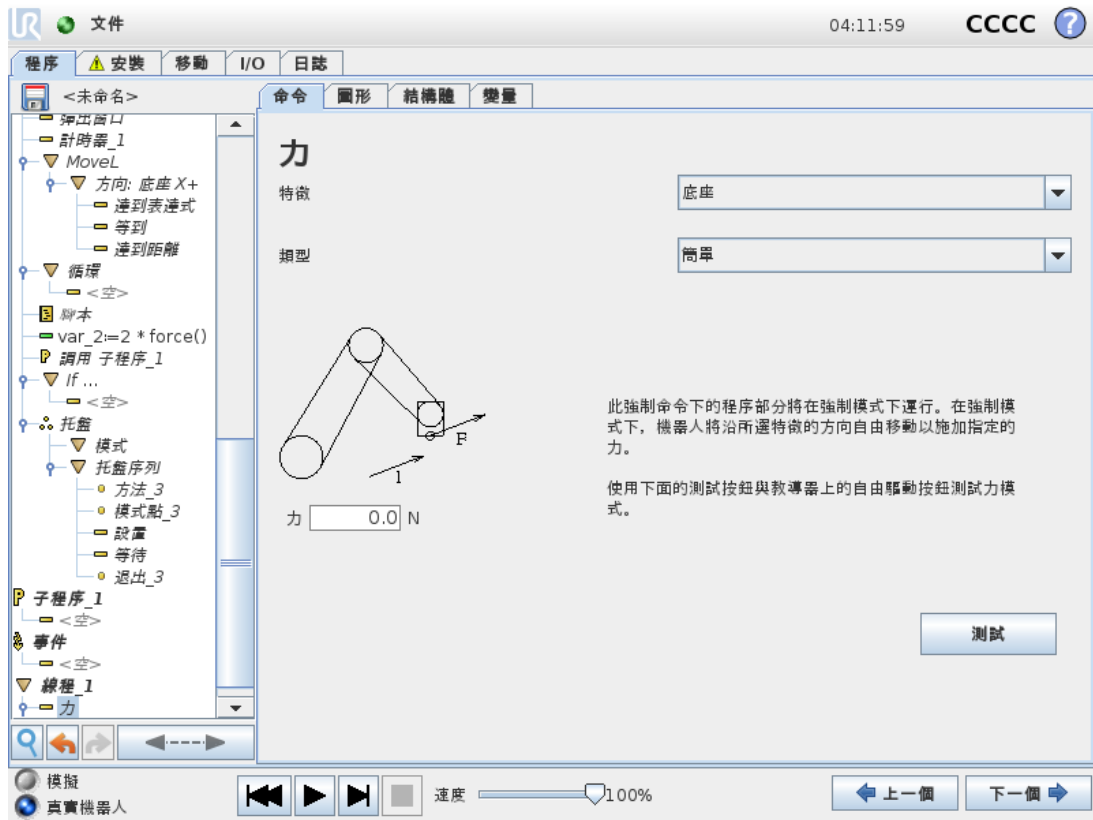 UR 文件 04:11:59 CCCC ?
程序 安裝 移動 I/O 日誌
<未命名>
命令 圖形 結構體 變量
彈出窗口
計時器_1
MoveL
方向: 底座 X+
達到表達式
等到
達到距離
循環
<空>
腳本
var_2:=2 * force()
調用 子程序_1
If ...
<空>
托盤
模式
托盤序列
方法_3
模式點_3
設置
等待
退出_3
子程序_1
<空>
事件
<空>
線程_1
力
力
特徵 底座
類型 簡單
F
1
力 0.0 N
此強制命令下的程序部分將在強制模式下運行。在強制模
式下，機器人將沿所選特徵的方向自由移動以施加指定的
力。
使用下面的測試按鈕與教導器上的自由驅動按鈕測試力模
式。
測試
模擬
真實機器人
速度 100%
上一個 下一個